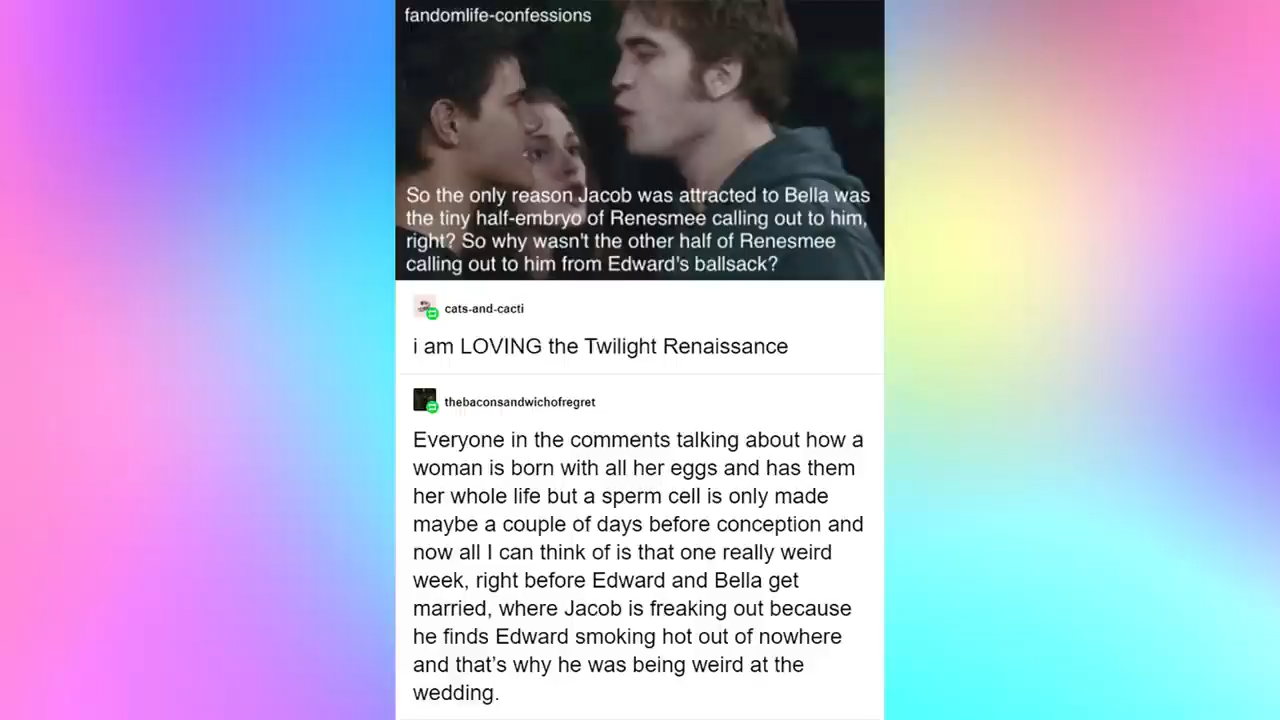 fandomlife-confessions
So the only reason Jacob was attracted to Bella was
the tiny half-embryo of Renesmee calling out to him,
right? So why wasn't the other half of Renesmee
calling out to him from Edward's ballsack?
cats-and-cacti
i am LOVING the Twilight Renaissance
thebaconsandwichofregret
Everyone in the comments talking about how a
woman is born with all her eggs and has them
her whole life but a sperm cell is only made
maybe a couple of days before conception and
now all I can think of is that one really weird
week, right before Edward and Bella get
married, where Jacob is freaking out because
he finds Edward smoking hot out of nowhere
and that’s why he was being weird at the
wedding.